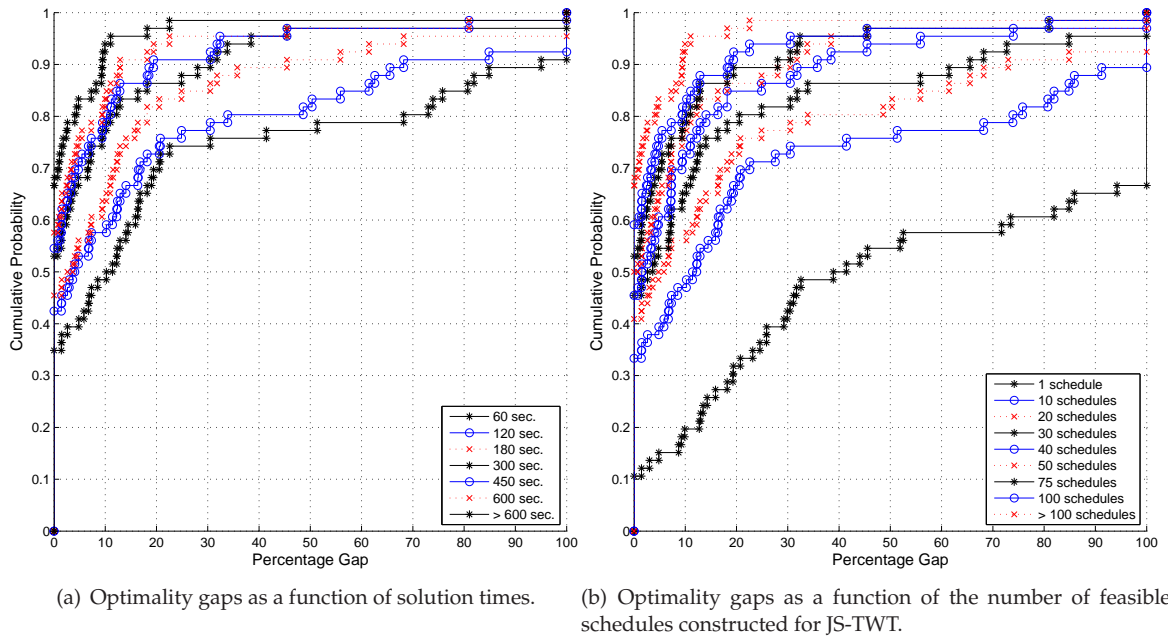 1
0.9
0.8
0.7
0.6
0.5
0.4
0.3
0.2
0.1
0
Cumulative Probability
0 10 20 30 40 50 60 70 80 90 100
Percentage Gap
60 sec.
120 sec.
180 sec.
300 sec.
450 sec.
600 sec.
> 600 sec.
(a) Optimality gaps as a function of solution times.
1
0.9
0.8
0.7
0.6
0.5
0.4
0.3
0.2
0.1
0
Cumulative Probability
0 10 20 30 40 50 60 70 80 90 100
Percentage Gap
1 schedule
10 schedules
20 schedules
30 schedules
40 schedules
50 schedules
75 schedules
100 schedules
> 100 schedules
(b) Optimality gaps as a function of the number of feasible
schedules constructed for JS-TWT.